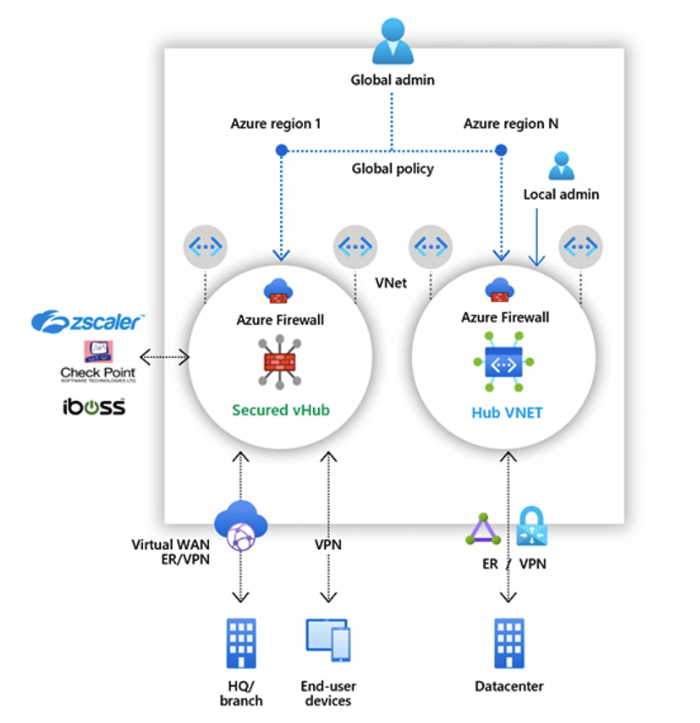 Global admin
Azure region 1
Azure region N
Global policy
Local admin
VNet
Azure Firewall
Azure Firewall
zscaler™
Check Point
SOFTWARE TECHNOLOGIES LTD.
iboss
Secured vHub
Hub VNET
Virtual WAN
ER/VPN
VPN
ER / VPN
HQ/
branch
End-user
devices
Datacenter